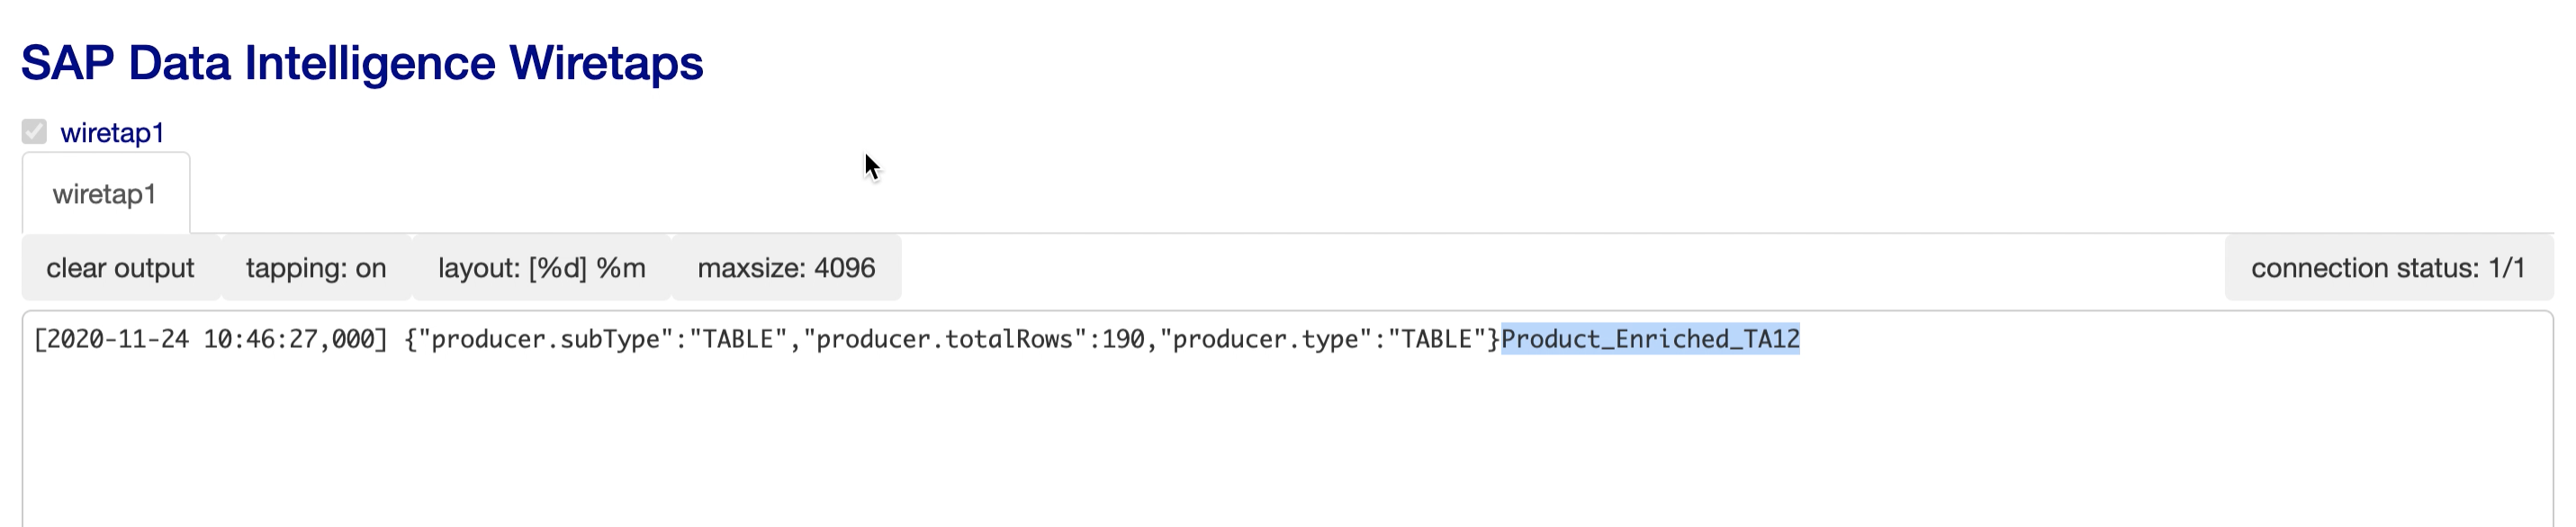 SAP Data Intelligence Wiretaps
wiretap1
wiretap1
clear output tapping: on layout: [%d] %m maxsize: 4096 connection status: 1/1
[2020-11-24 10:46:27,000] {"producer.subType":"TABLE","producer.totalRows":190,"producer.type":"TABLE"}Product_Enriched_TA12